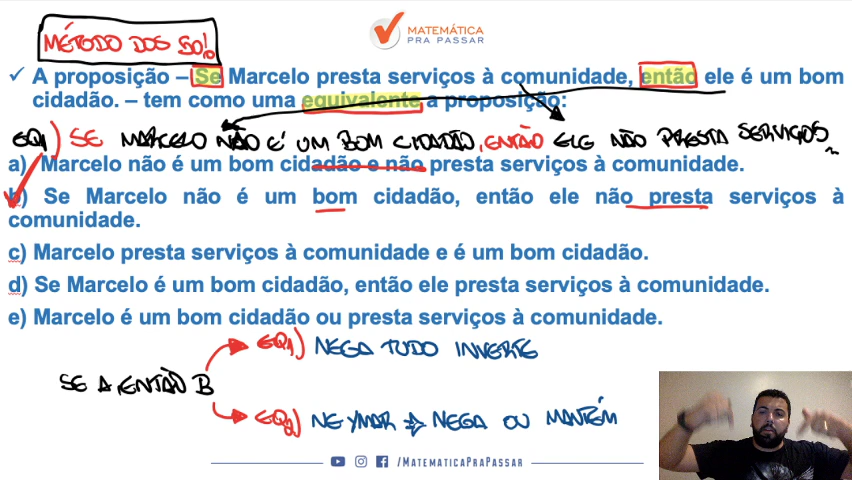 MÉTODO DOS 50!
MATEMÁTICA
PRA PASSAR
✓ A proposição – Se Marcelo presta serviços à comunidade, então ele é um bom
cidadão. – tem como uma equivalente a proposição:
EQ1) SE MARCELO NÃO É UM BOM CIDADÃO, ENTÃO ELE NÃO PRESTA SERVIÇOS~
a) Marcelo não é um bom cidadão e não presta serviços à comunidade.
b) Se Marcelo não é um bom cidadão, então ele não presta serviços à
comunidade.
c) Marcelo presta serviços à comunidade e é um bom cidadão.
d) Se Marcelo é um bom cidadão, então ele presta serviços à comunidade.
e) Marcelo é um bom cidadão ou presta serviços à comunidade.
EQ1) NEGA TUDO INVERTE
SE A, ENTÃO B
EQ2) NEYMAR → NEGA OU MANTÉM
/MATEMATICAPRAPASSAR